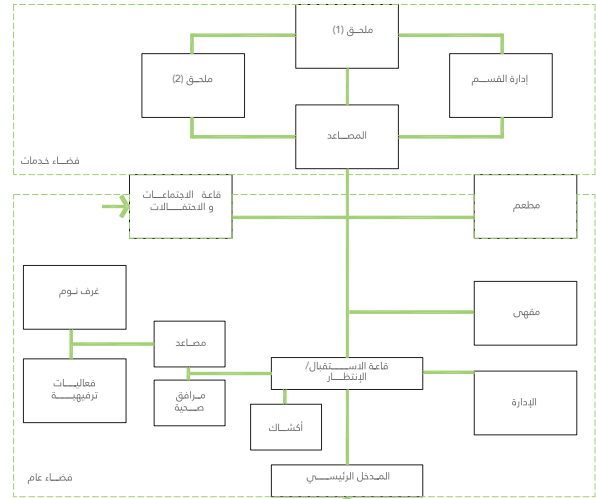 ملحق (1)
ملحق (2)
إدارة القسم
المصاعد
فضاء خدمات
قاعة الاجتماعات
و الاحتفالات
مطعم
غرف نوم
مقهى
مصاعد
قاعة الاستقبال/
الإنتظار
فعاليات
ترفيهية
مرافق
صحية
الإدارة
أكشاك
المدخل الرئيسي
فضاء عام